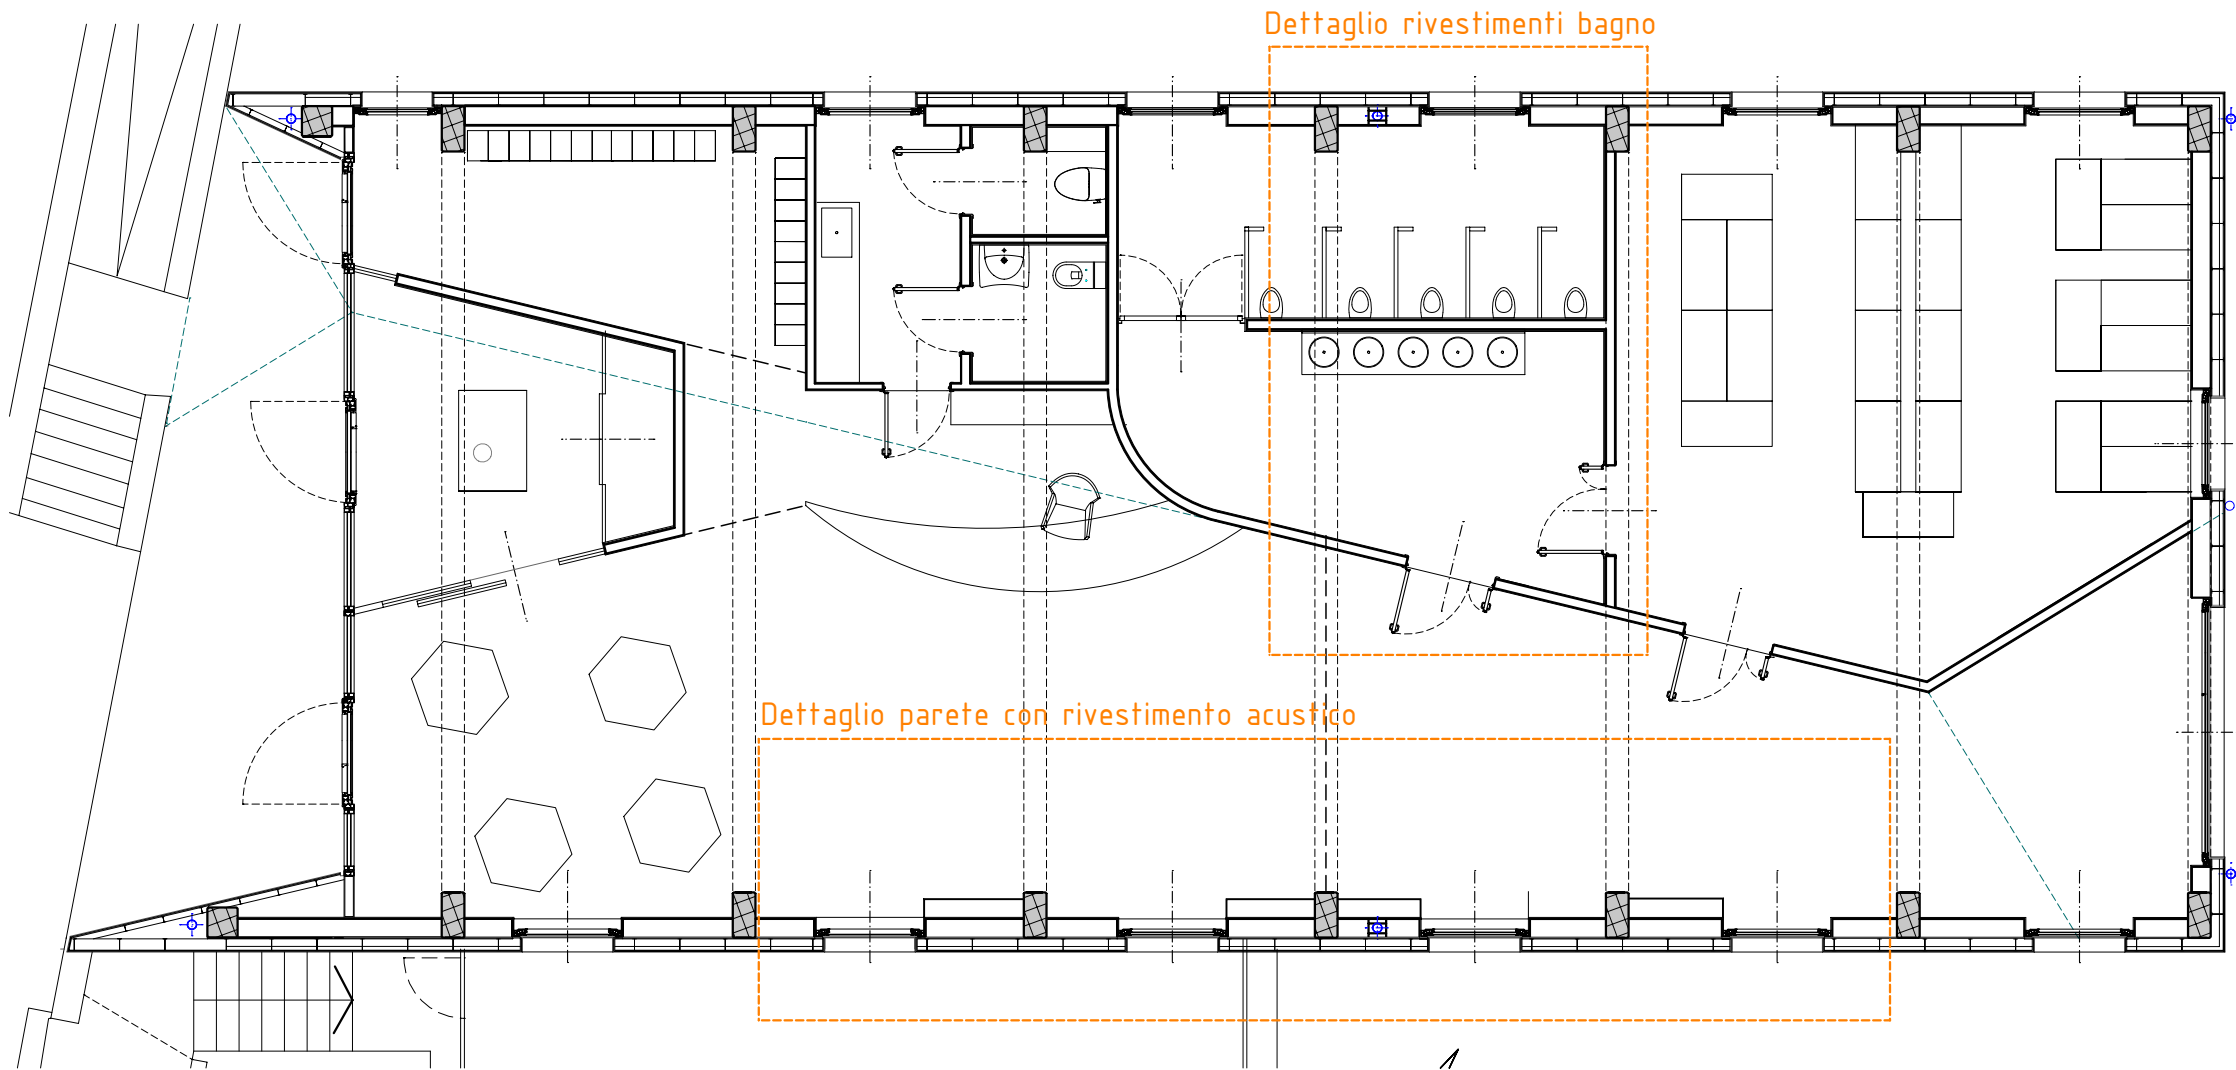 Dettaglio rivestimenti bagno
Dettaglio parete con rivestimento acustico